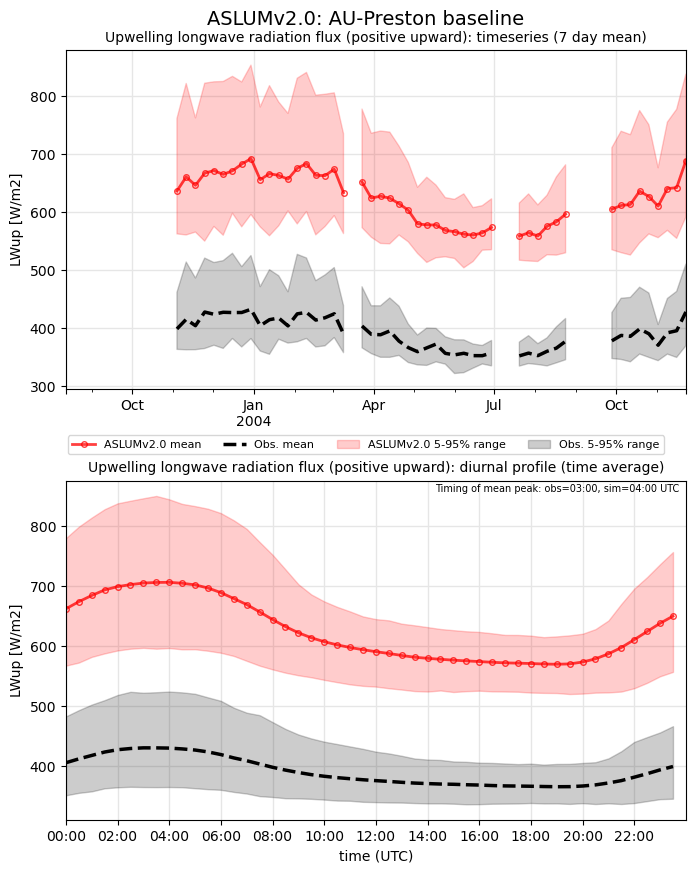 ASLUMv2.0: AU-Preston baseline
Upwelling longwave radiation flux (positive upward): timeseries (7 day mean)
LWup [W/m2]
800
700
600
500
400
300
Oct
Jan
2004
Apr
Jul
Oct
ASLUMv2.0 mean
Obs. mean
ASLUMv2.0 5-95% range
Obs. 5-95% range
Upwelling longwave radiation flux (positive upward): diurnal profile (time average)
Timing of mean peak: obs=03:00, sim=04:00 UTC
LWup [W/m2]
800
700
600
500
400
00:00
02:00
04:00
06:00
08:00
10:00
12:00
14:00
16:00
18:00
20:00
22:00
time (UTC)